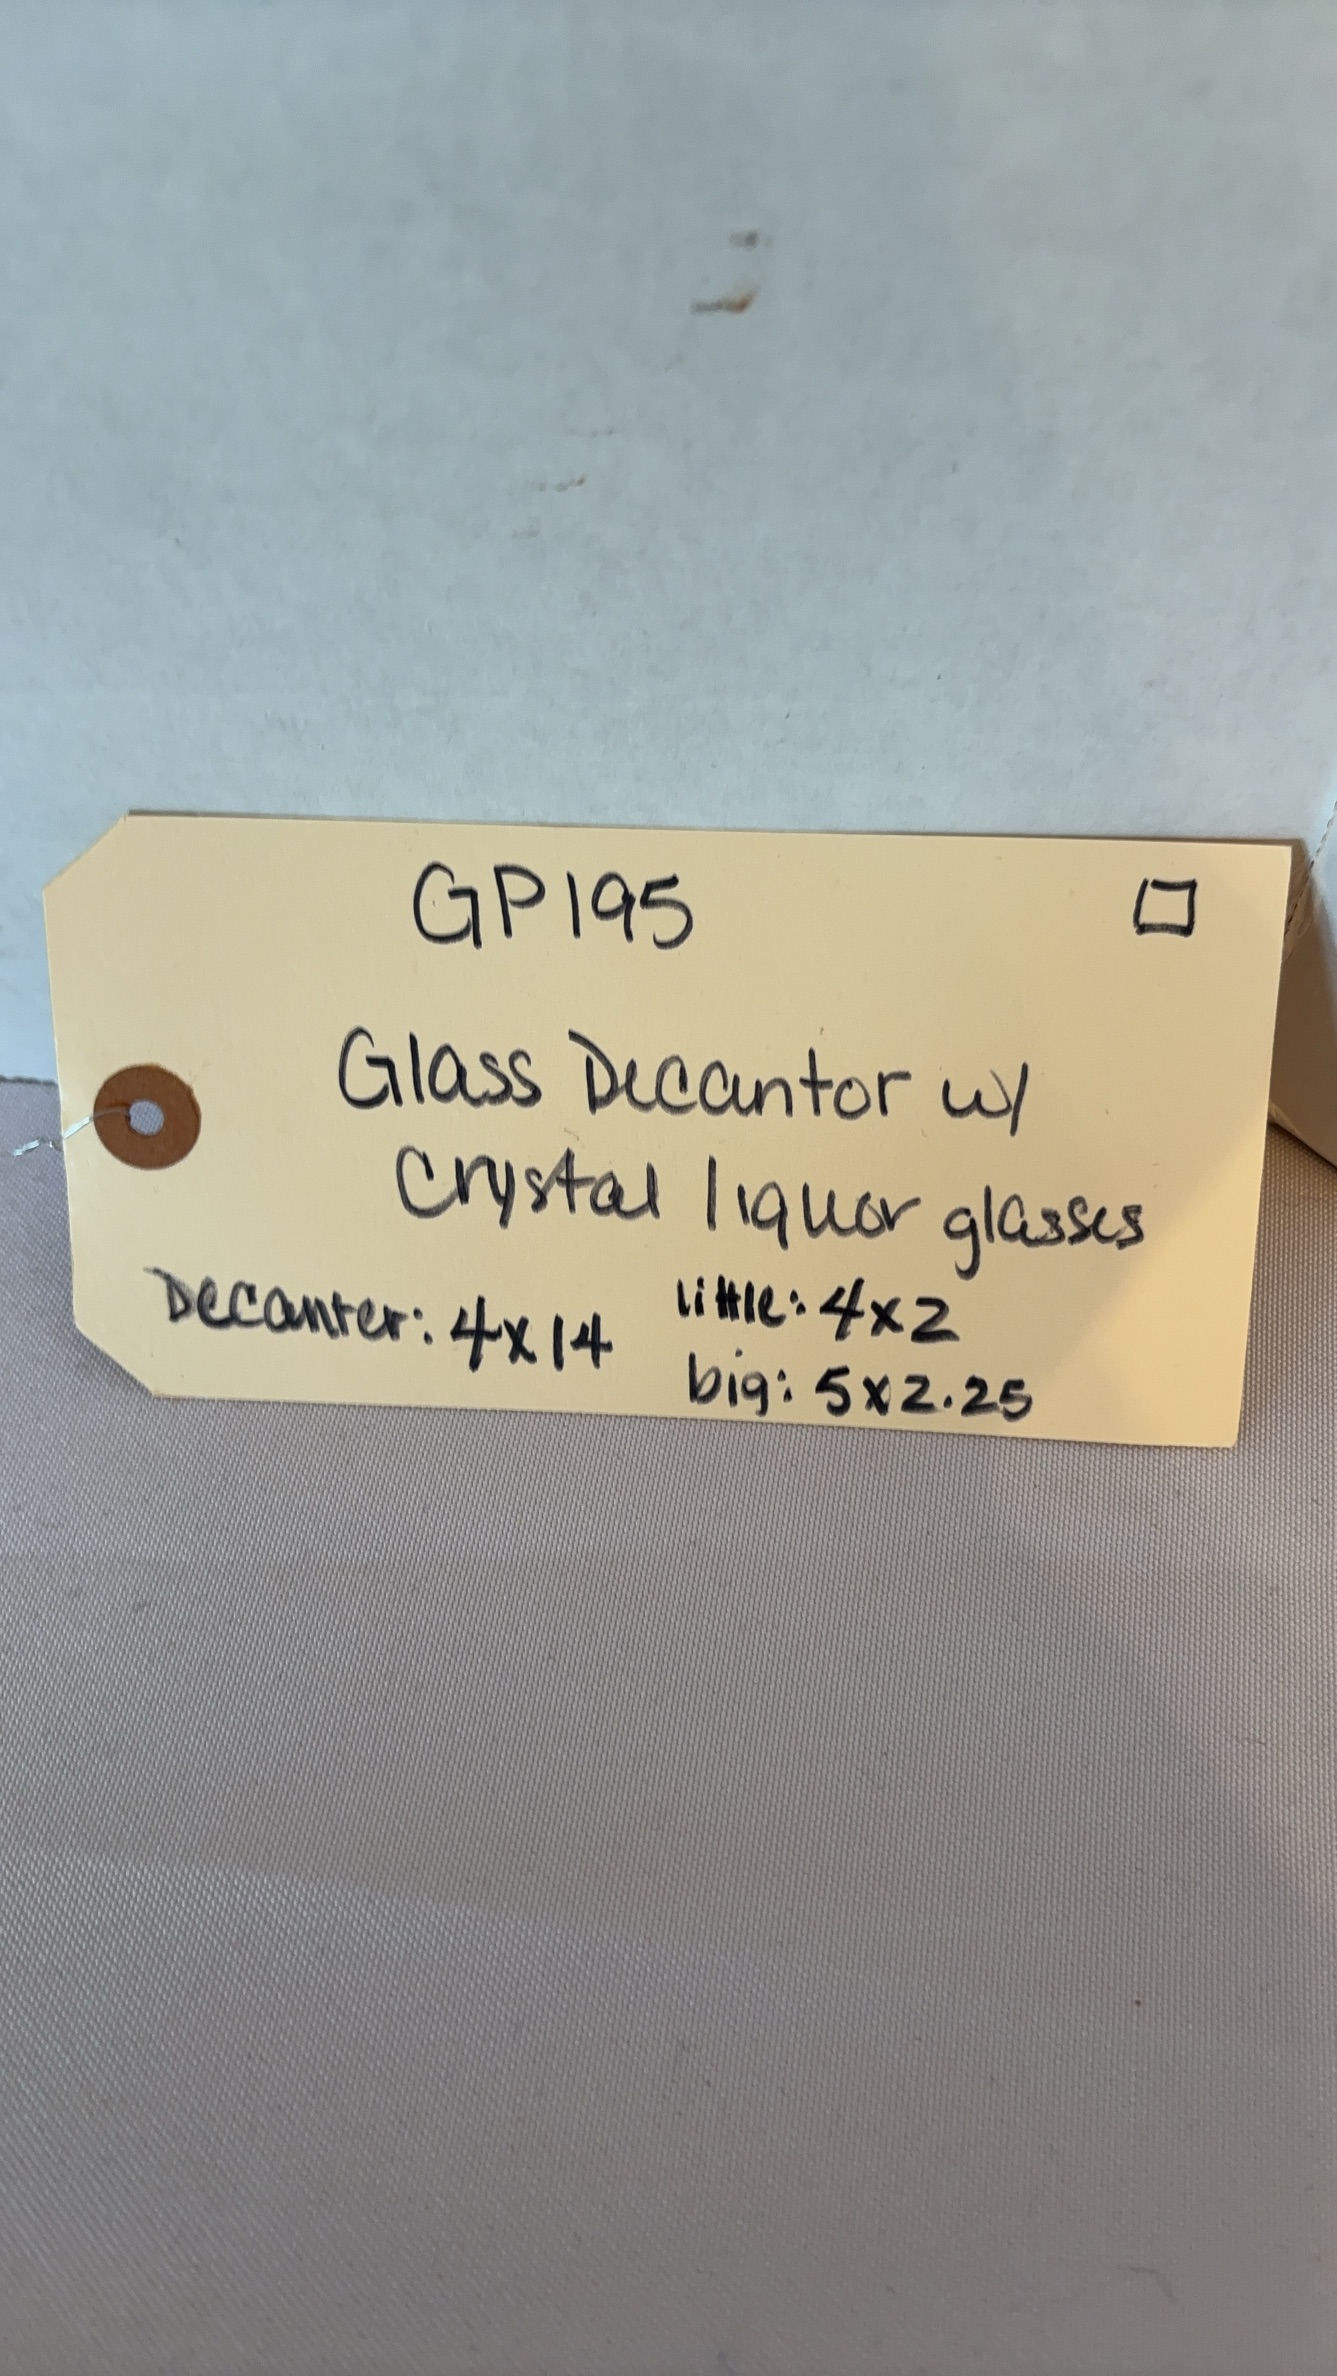 GP195
Glass Decantor w/
Crystal liquor glasses
Decanter: 4x14
little: 4x2
big: 5x2.25